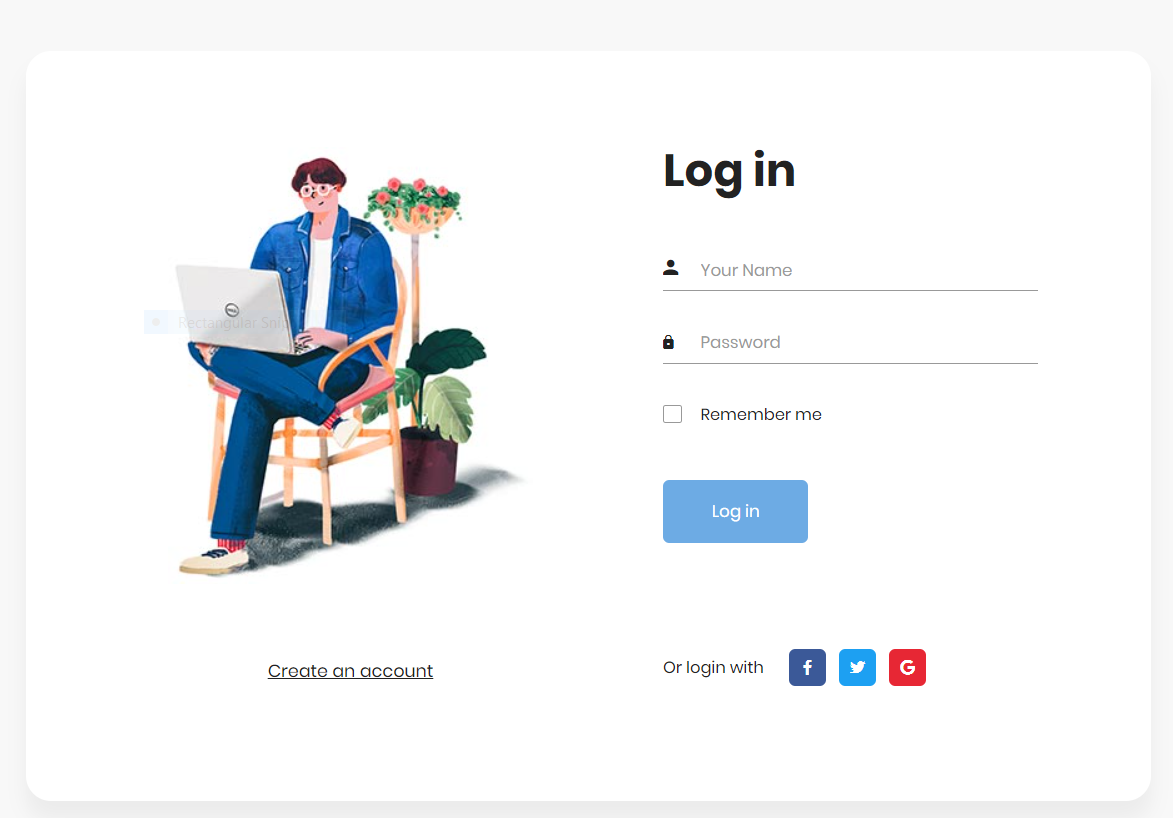 Log in
Your Name
Rectangular Snip
Password
Remember me
Log in
Create an account
Or login with